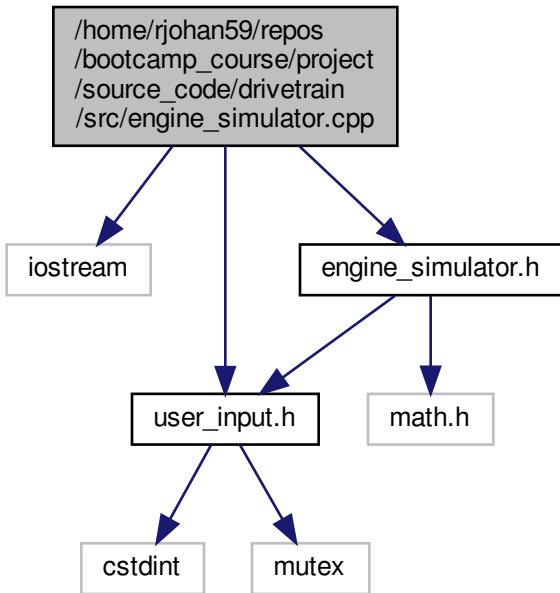 /home/rjohan59/repos
/bootcamp_course/project
/source_code/drivetrain
/src/engine_simulator.cpp
iostream
engine_simulator.h
user_input.h
math.h
cstdint
mutex